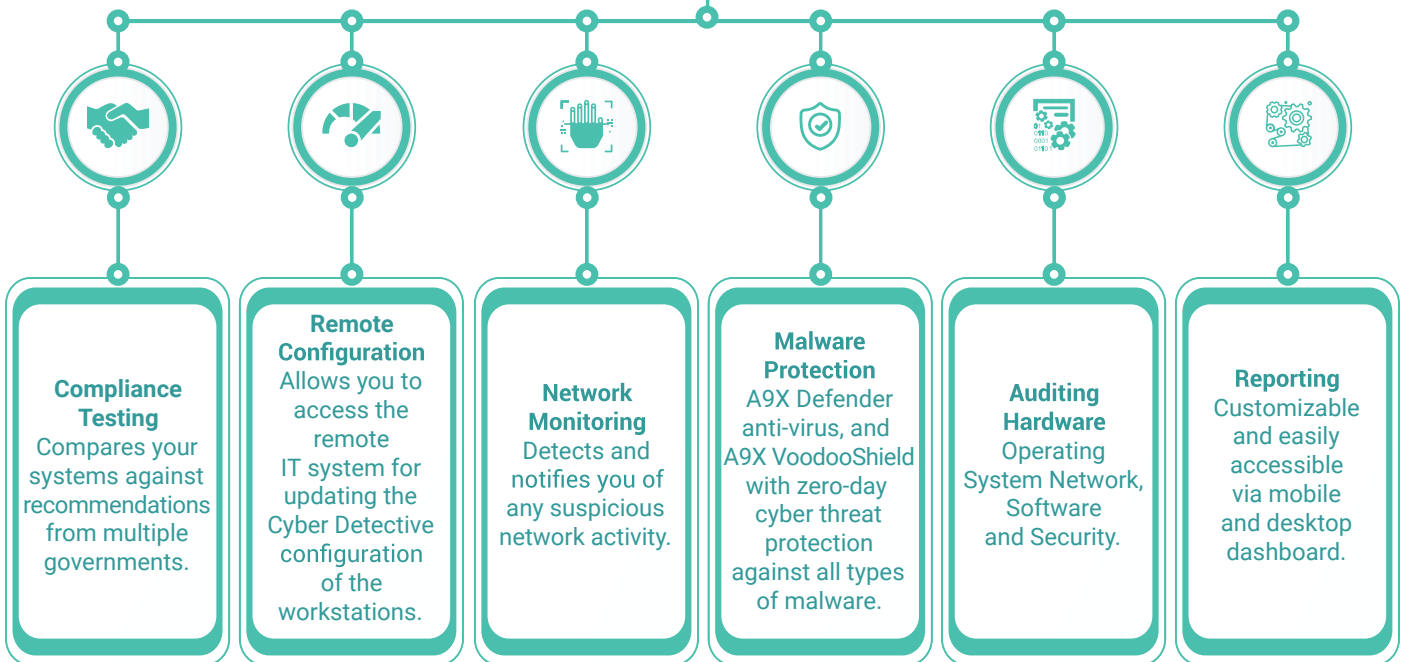 01
0110
0001
01101
Compliance
Testing
Compares your
systems against
recommendations
from multiple
governments.
Remote
Configuration
Allows you to
access the
remote
IT system for
updating the
Cyber Detective
configuration
of the
workstations.
Network
Monitoring
Detects and
notifies you of
any suspicious
network activity.
Malware
Protection
A9X Defender
anti-virus, and
A9X VoodooShield
with zero-day
cyber threat
protection
against all types
of malware.
Auditing
Hardware
Operating
System Network,
Software
and Security.
Reporting
Customizable
and easily
accessible
via mobile
and desktop
dashboard.